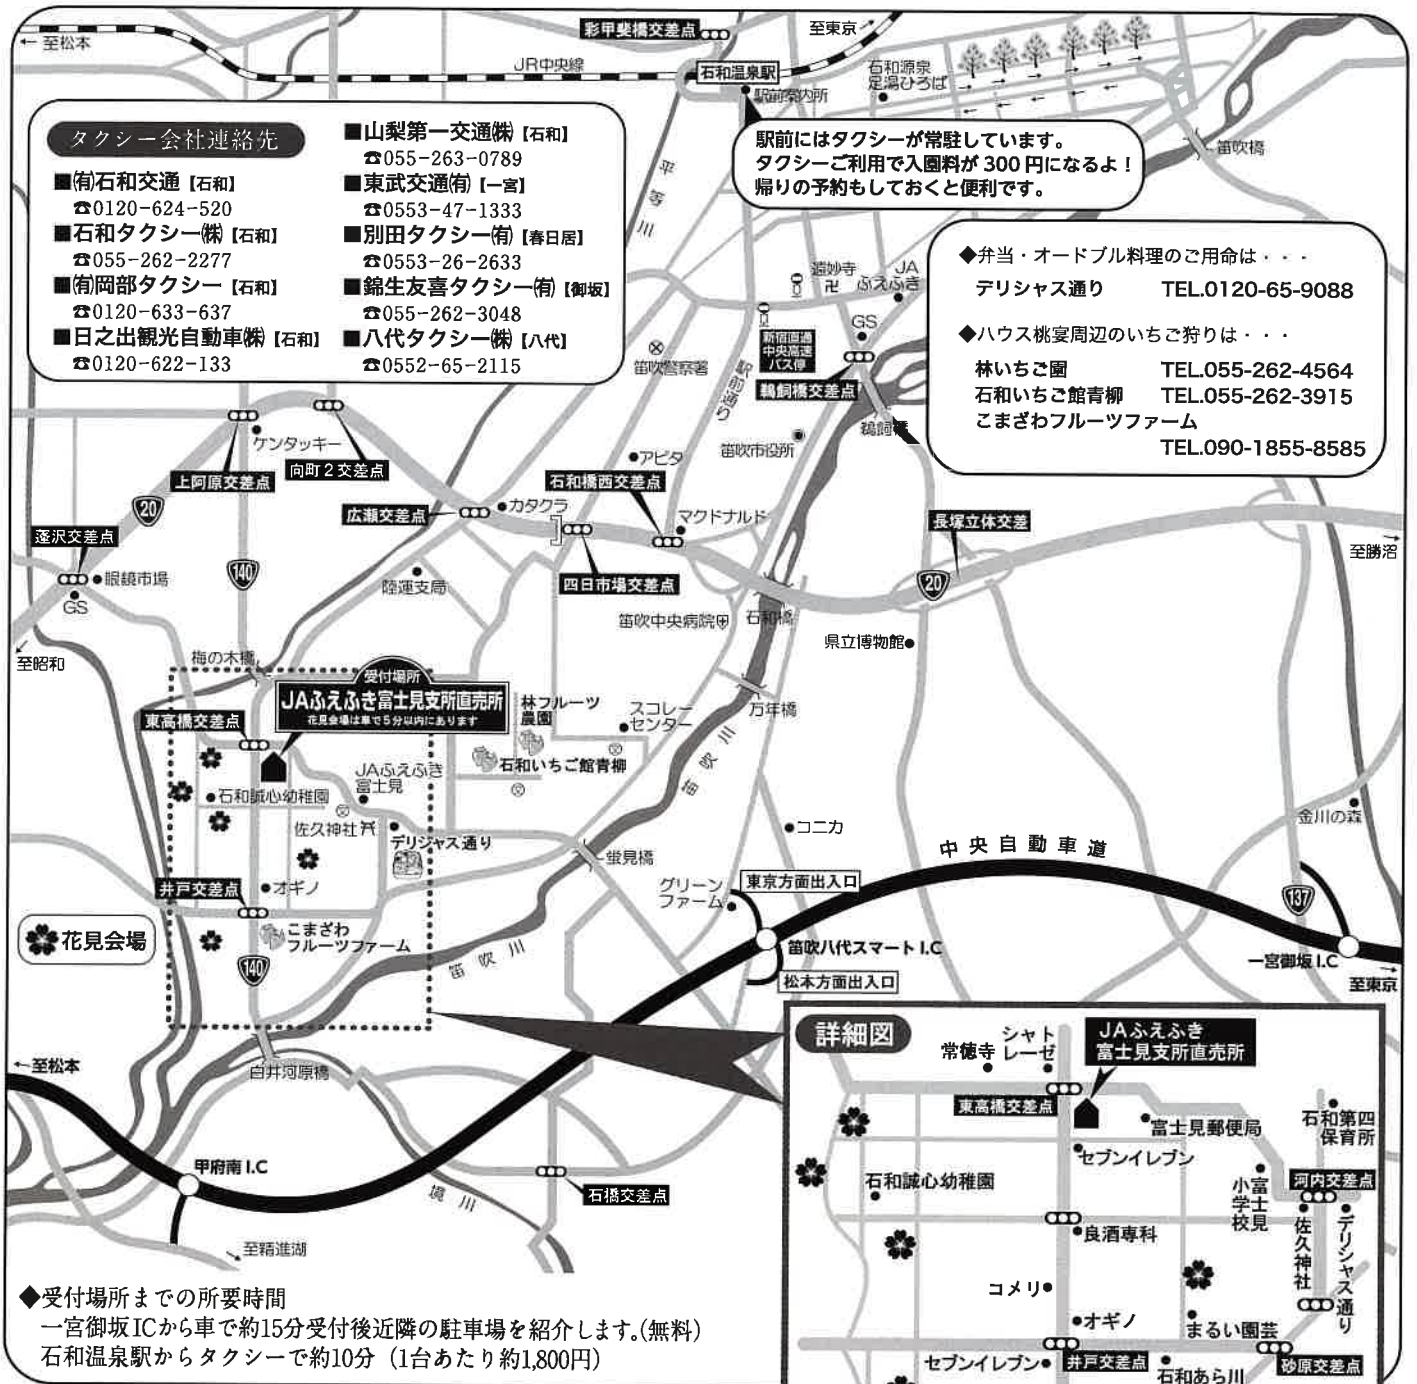 ←至松本
JR中央線
彩甲斐橋交差点
至東京
石和温泉駅
駅前案内所
石和源泉
足湯ひろば
笛吹橋
タクシー会社連絡先
■㈲石和交通【石和】
☎0120-624-520
■石和タクシー㈱【石和】
☎055-262-2277
■㈲岡部タクシー【石和】
☎0120-633-637
■日之出観光自動車㈱【石和】
☎0120-622-133
■山梨第一交通㈱【石和】
☎055-263-0789
■東武交通㈲【一宮】
☎0553-47-1333
■別田タクシー㈲【春日居】
☎0553-26-2633
■錦生友喜タクシー㈲【御坂】
☎055-262-3048
■八代タクシー㈱【八代】
☎0552-65-2115
駅前にはタクシーが常駐しています。
タクシーご利用で入園料が300円になるよ！
帰りの予約もしておくと便利です。
◆弁当・オードブル料理のご用命は・・・
デリシャス通り TEL.0120-65-9088
◆ハウス桃宴周辺のいちご狩りは・・・
林いちご園 TEL.055-262-4564
石和いちご館青柳 TEL.055-262-3915
こまざわフルーツファーム
TEL.090-1855-8585
平等川
遠妙寺
JA
ふえふき
GS
新宿直通
中央高速
バス停
笛吹警察署
駅前通り
鵜飼橋交差点
鵜飼橋
笛吹市役所
ケンタッキー
上阿原交差点
向町２交差点
アピタ
石和橋西交差点
広瀬交差点
カタクラ
マクドナルド
20
蓬沢交差点
眼鏡市場
GS
140
陸運支局
四日市場交差点
長塚立体交差
20
至勝沼
笛吹中央病院
石和橋
県立博物館
至昭和
梅の木橋
受付場所
JAふえふき富士見支所直売所
花見会場は車で５分以内にあります
東高橋交差点
林フルーツ
農園
スコレー
センター
万年橋
石和いちご館青柳
笛吹川
JAふえふき
富士見
石和誠心幼稚園
佐久神社
デリシャス通り
コニカ
金川の森
蛍見橋
中央自動車道
グリーン
ファーム
東京方面出入口
137
井戸交差点
オギノ
こまざわ
フルーツファーム
花見会場
140
笛吹川
笛吹八代スマートI.C
松本方面出入口
一宮御坂I.C
至東京
←至松本
白井河原橋
甲府南I.C
境川
石橋交差点
至精進湖
詳細図
シャト
レーゼ
常徳寺
JAふえふき
富士見支所直売所
東高橋交差点
富士見郵便局
石和第四
保育所
セブンイレブン
石和誠心幼稚園
富士見
小学校
河内交差点
佐久神社
デリシャス通り
良酒専科
コメリ
オギノ
まるい園芸
セブンイレブン
井戸交差点
石和あら川
砂原交差点
◆受付場所までの所要時間
一宮御坂ICから車で約15分受付後近隣の駐車場を紹介します。(無料)
石和温泉駅からタクシーで約10分（1台あたり約1,800円）